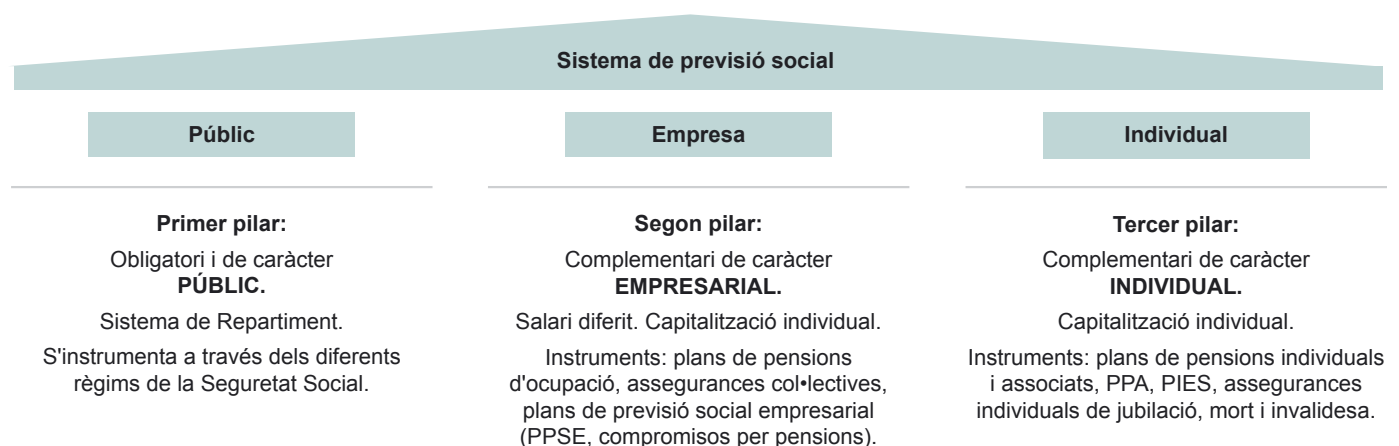 Sistema de previsió social
Públic
Empresa
Individual
Primer pilar:
Obligatori i de caràcter
PÚBLIC.
Sistema de Repartiment.
S'instrumenta a través dels diferents
règims de la Seguretat Social.
Segon pilar:
Complementari de caràcter
EMPRESARIAL.
Salari diferit. Capitalització individual.
Instruments: plans de pensions
d'ocupació, assegurances col•lectives,
plans de previsió social empresarial
(PPSE, compromisos per pensions).
Tercer pilar:
Complementari de caràcter
INDIVIDUAL.
Capitalització individual.
Instruments: plans de pensions individuals
i associats, PPA, PIES, assegurances
individuals de jubilació, mort i invalidesa.